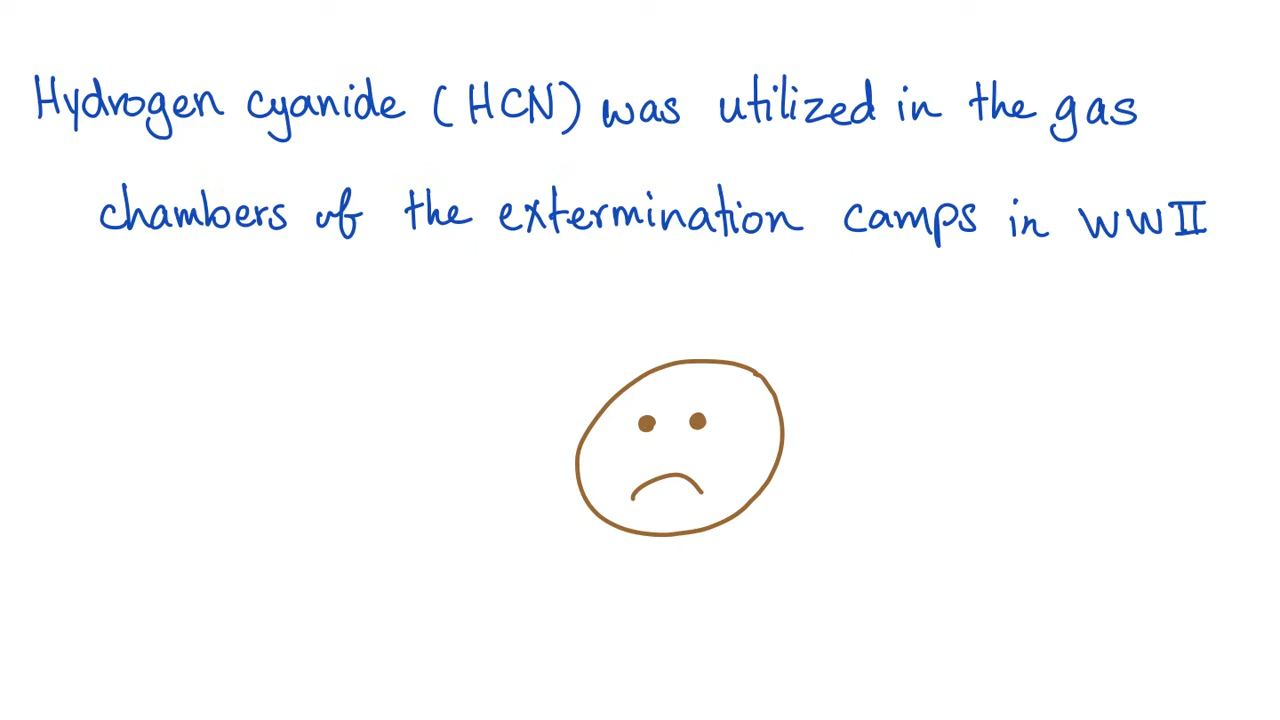 Hydrogen cyanide (HCN) was utilized in the gas
chambers of the extermination camps in WWII